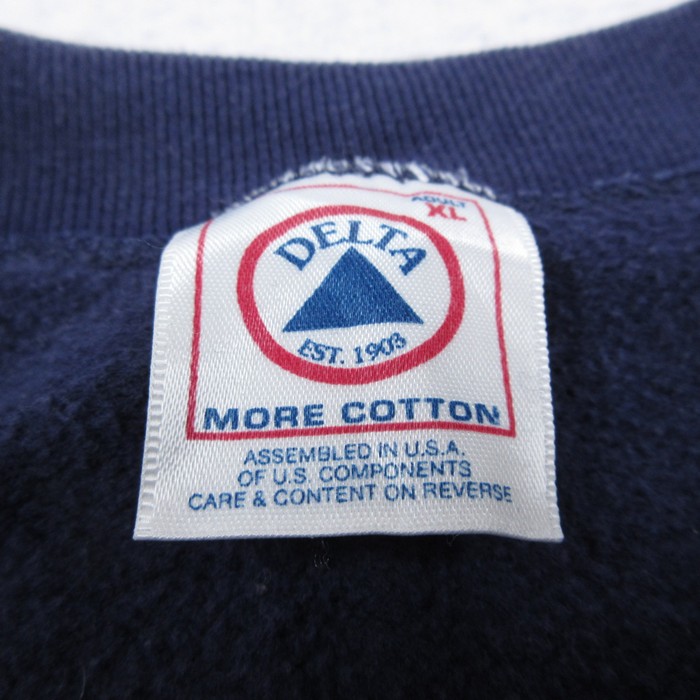 ADULT
XL
DELTA
EST. 1903
MORE COTTON
ASSEMBLED IN U.S.A.
OF U.S. COMPONENTS
CARE & CONTENT ON REVERSE